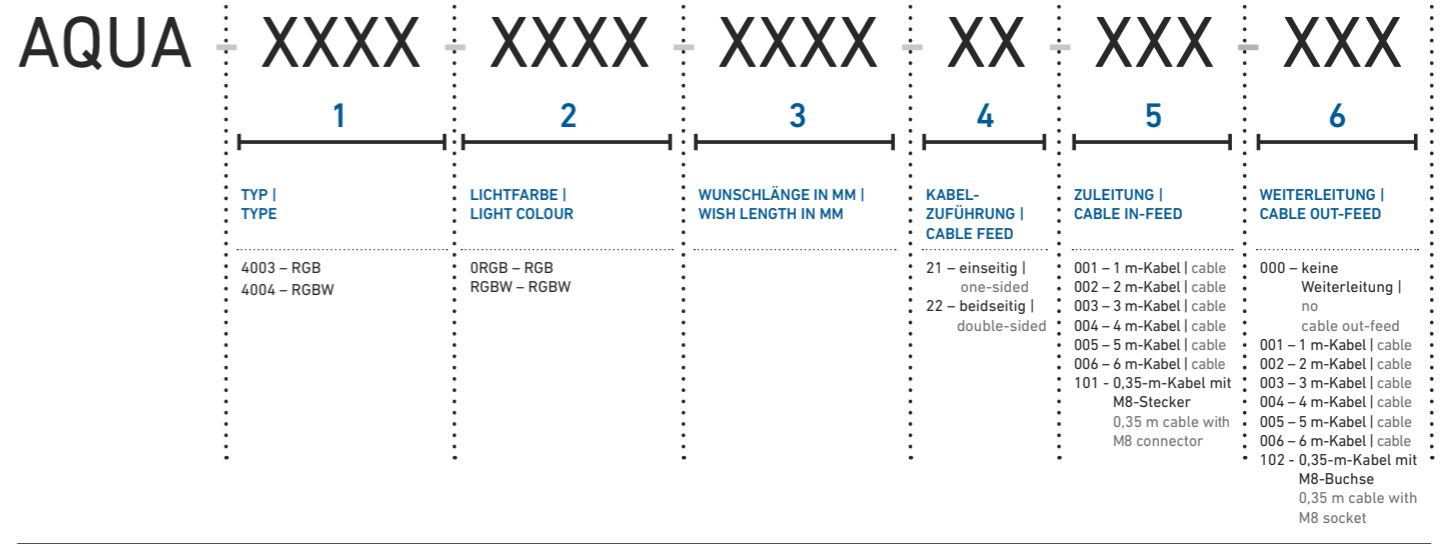 AQUA - XXXX - XXXX - XXXX - XX - XXX - XXX
1
2
3
4
5
6
TYP |
TYPE
4003 – RGB
4004 – RGBW
LICHTFARBE |
LIGHT COLOUR
0RGB – RGB
RGBW – RGBW
WUNSCHLÄNGE IN MM |
WISH LENGTH IN MM
KABEL-
ZUFÜHRUNG |
CABLE FEED
21 – einseitig |
one-sided
22 – beidseitig |
double-sided
ZULEITUNG |
CABLE IN-FEED
001 – 1 m-Kabel | cable
002 – 2 m-Kabel | cable
003 – 3 m-Kabel | cable
004 – 4 m-Kabel | cable
005 – 5 m-Kabel | cable
006 – 6 m-Kabel | cable
101 - 0,35-m-Kabel mit
M8-Stecker
0,35 m cable with
M8 connector
WEITERLEITUNG |
CABLE OUT-FEED
000 – keine
Weiterleitung |
no
cable out-feed
001 – 1 m-Kabel | cable
002 – 2 m-Kabel | cable
003 – 3 m-Kabel | cable
004 – 4 m-Kabel | cable
005 – 5 m-Kabel | cable
006 – 6 m-Kabel | cable
102 - 0,35-m-Kabel mit
M8-Buchse
0,35 m cable with
M8 socket